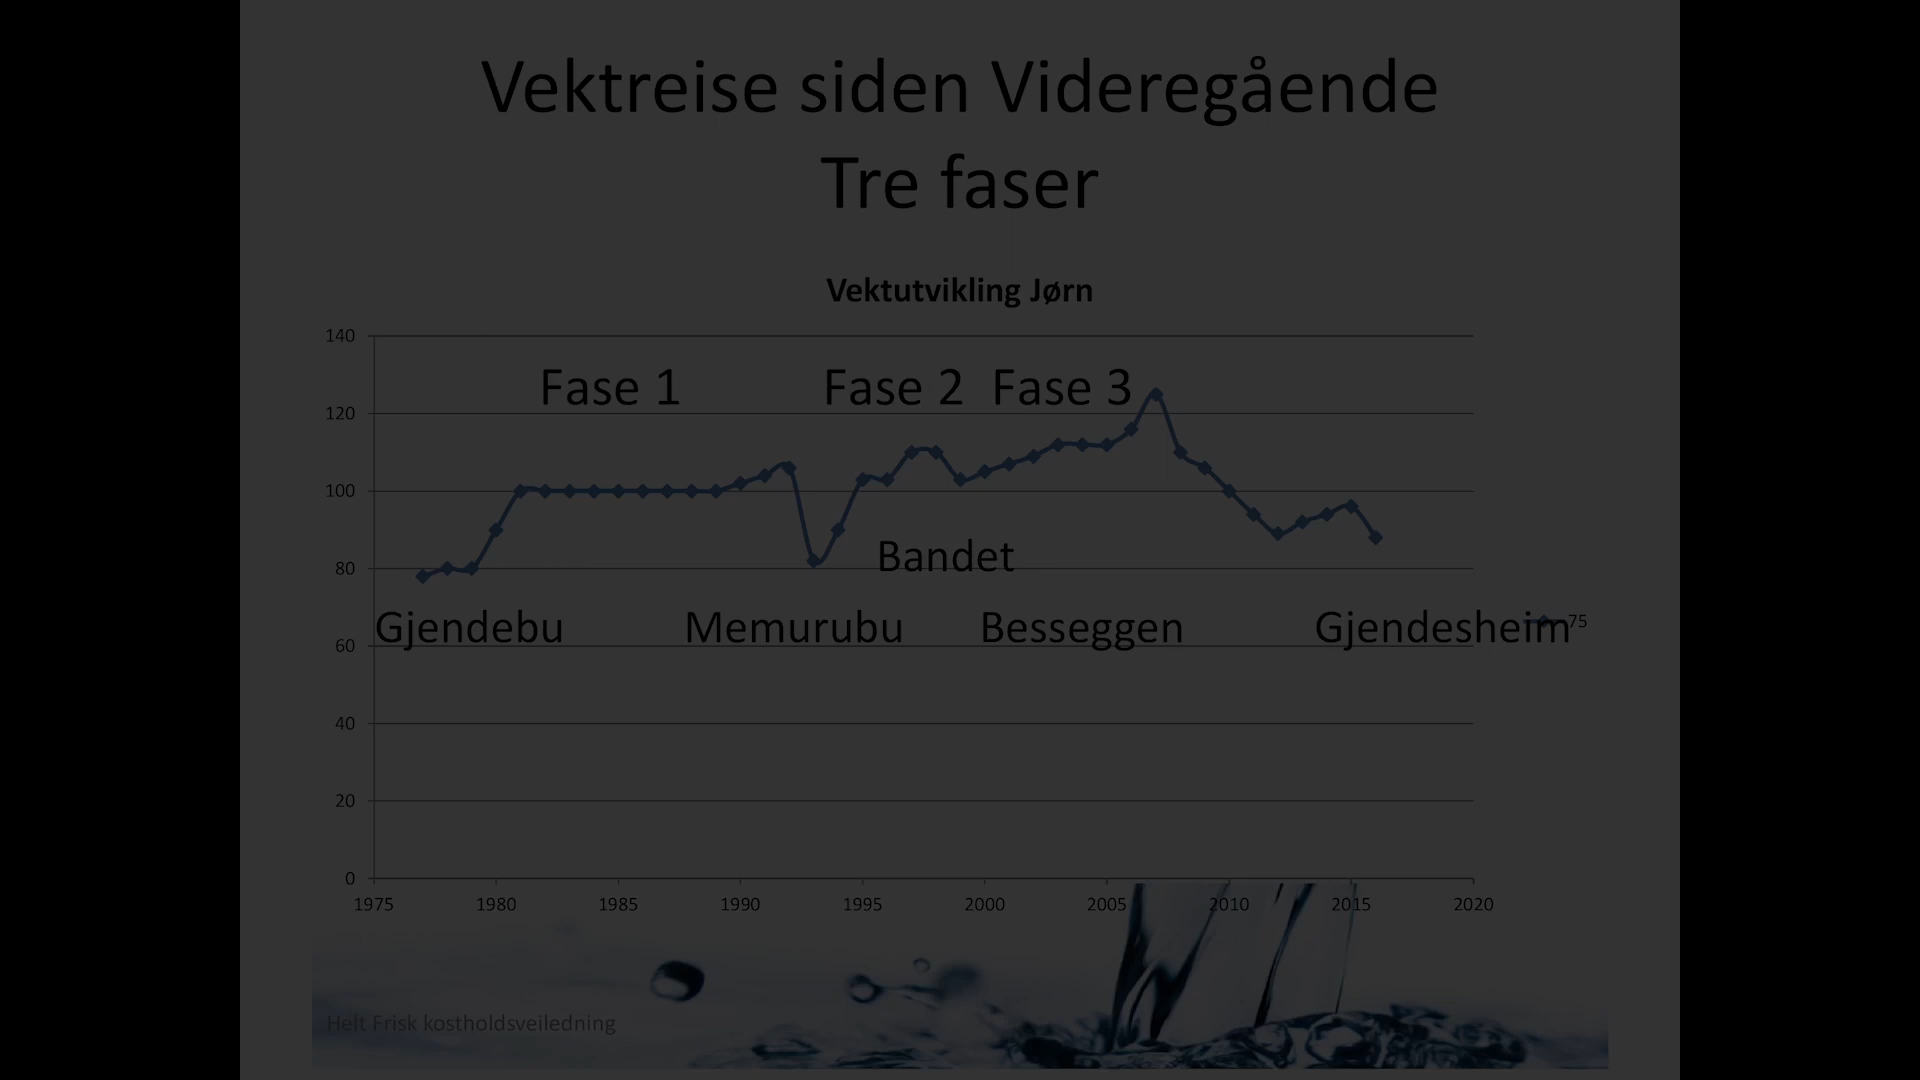 Vektreise siden Videregående
Tre faser
Vektutvikling Jørn
140
Fase 1 Fase 2 Fase 3
120
100
Bandet
80
Gjendebu Memurubu Besseggen Gjendesheim 75
60
40
20
0
1975 1980 1985 1990 1995 2000 2005 2010 2015 2020
Helt Frisk kostholdsveiledning